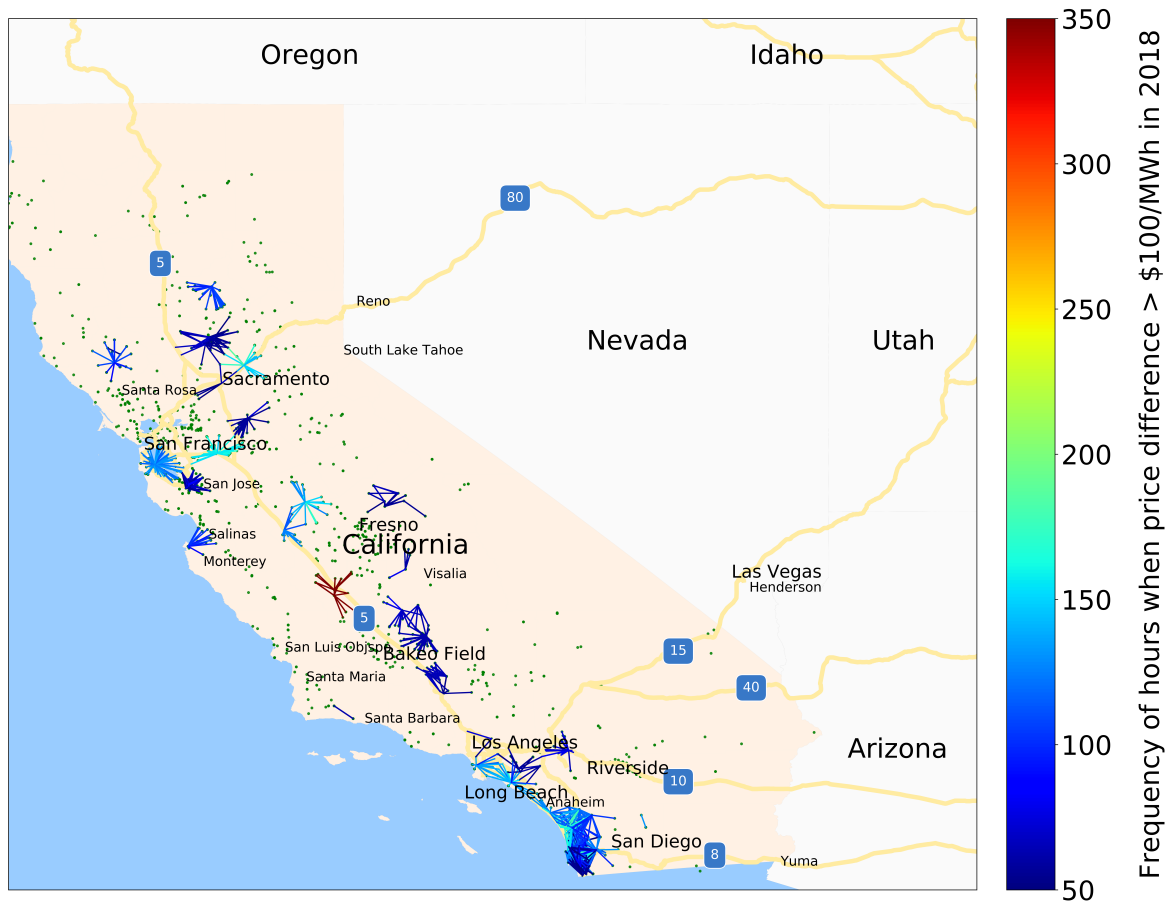 Oregon
Idaho
80
5
Reno
Nevada
Utah
South Lake Tahoe
Sacramento
Santa Rosa
San Francisco
San Jose
Fresno
Salinas
California
Monterey
Visalia
Las Vegas
Henderson
5
San Luis Objspo
Bakeo Field
15
Santa Maria
40
Santa Barbara
Los Angeles
Arizona
Riverside
10
Long Beach
Anaheim
San Diego
8
Yuma
350
300
250
200
150
100
50
Frequency of hours when price difference > $100/MWh in 2018